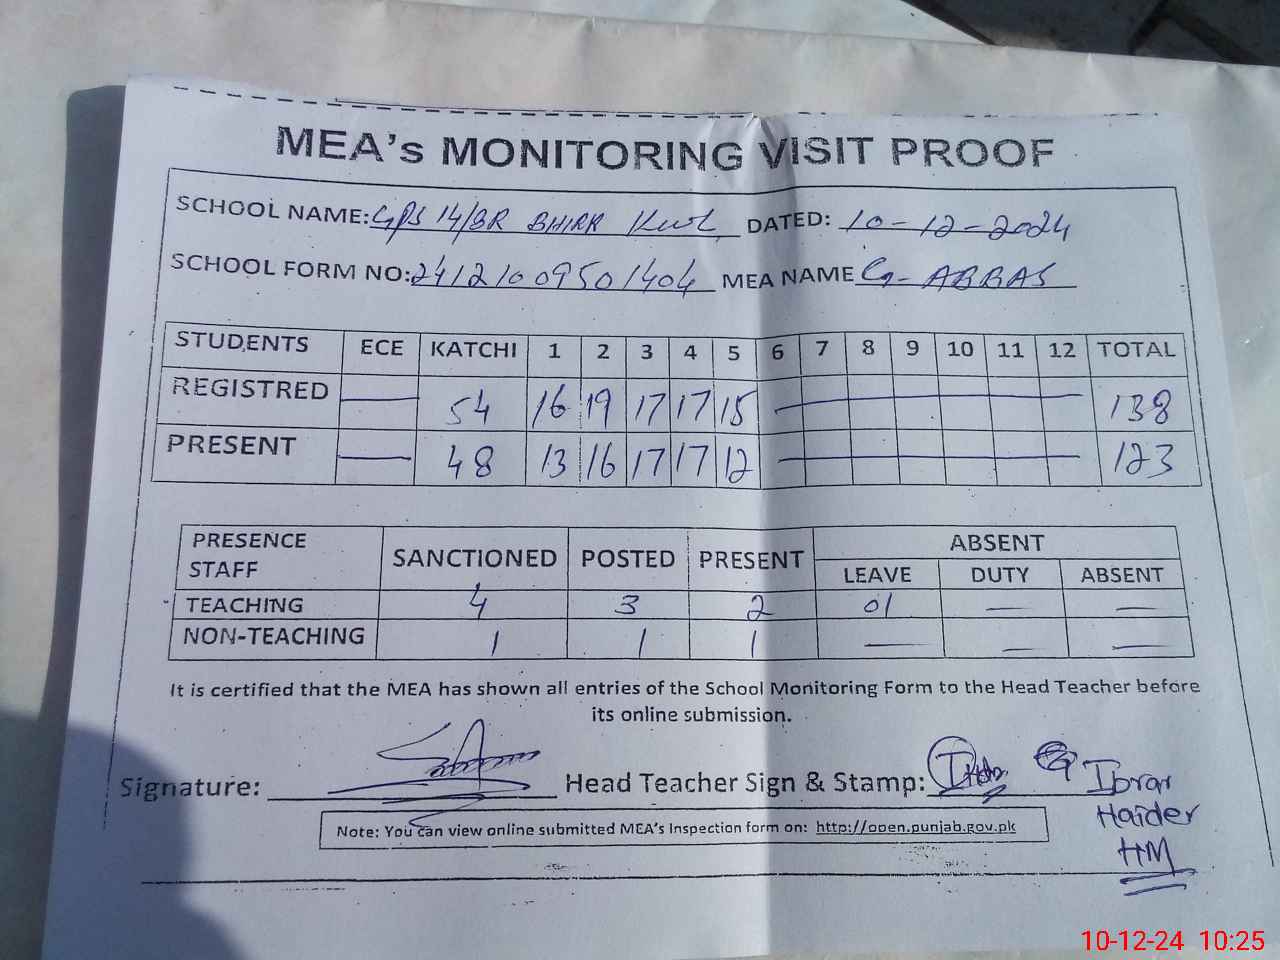 MEA's MONITORING VISIT PROOF
SCHOOL NAME: GPS 14/BR BHIRR Kwl DATED: 10-12-2024
SCHOOL FORM NO: 24121009501404 MEA NAME G-ABBAS
STUDENTS ECE KATCHI 1 2 3 4 5 6 7 8 9 10 11 12 TOTAL
REGISTRED — 54 16 19 17 17 15 — 138
PRESENT — 48 13 16 17 17 12 — 123
PRESENCE STAFF SANCTIONED POSTED PRESENT ABSENT
LEAVE DUTY ABSENT
TEACHING 4 3 2 01 — —
NON-TEACHING 1 1 1 — — —
It is certified that the MEA has shown all entries of the School Monitoring Form to the Head Teacher before
its online submission.
Signature: Head Teacher Sign & Stamp:
Ibrar
Haider
HM
Note: You can view online submitted MEA's Inspection form on: http://open.punjab.gov.pk
10-12-24 10:25